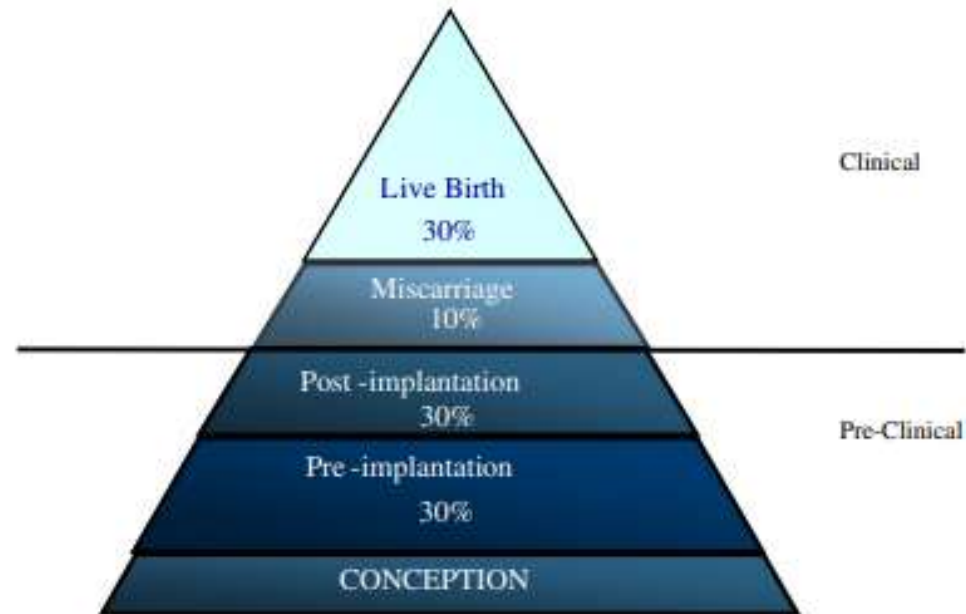 Clinical
Live Birth
30%
Miscarriage
10%
Post -implantation
30%
Pre-Clinical
Pre -implantation
30%
CONCEPTION